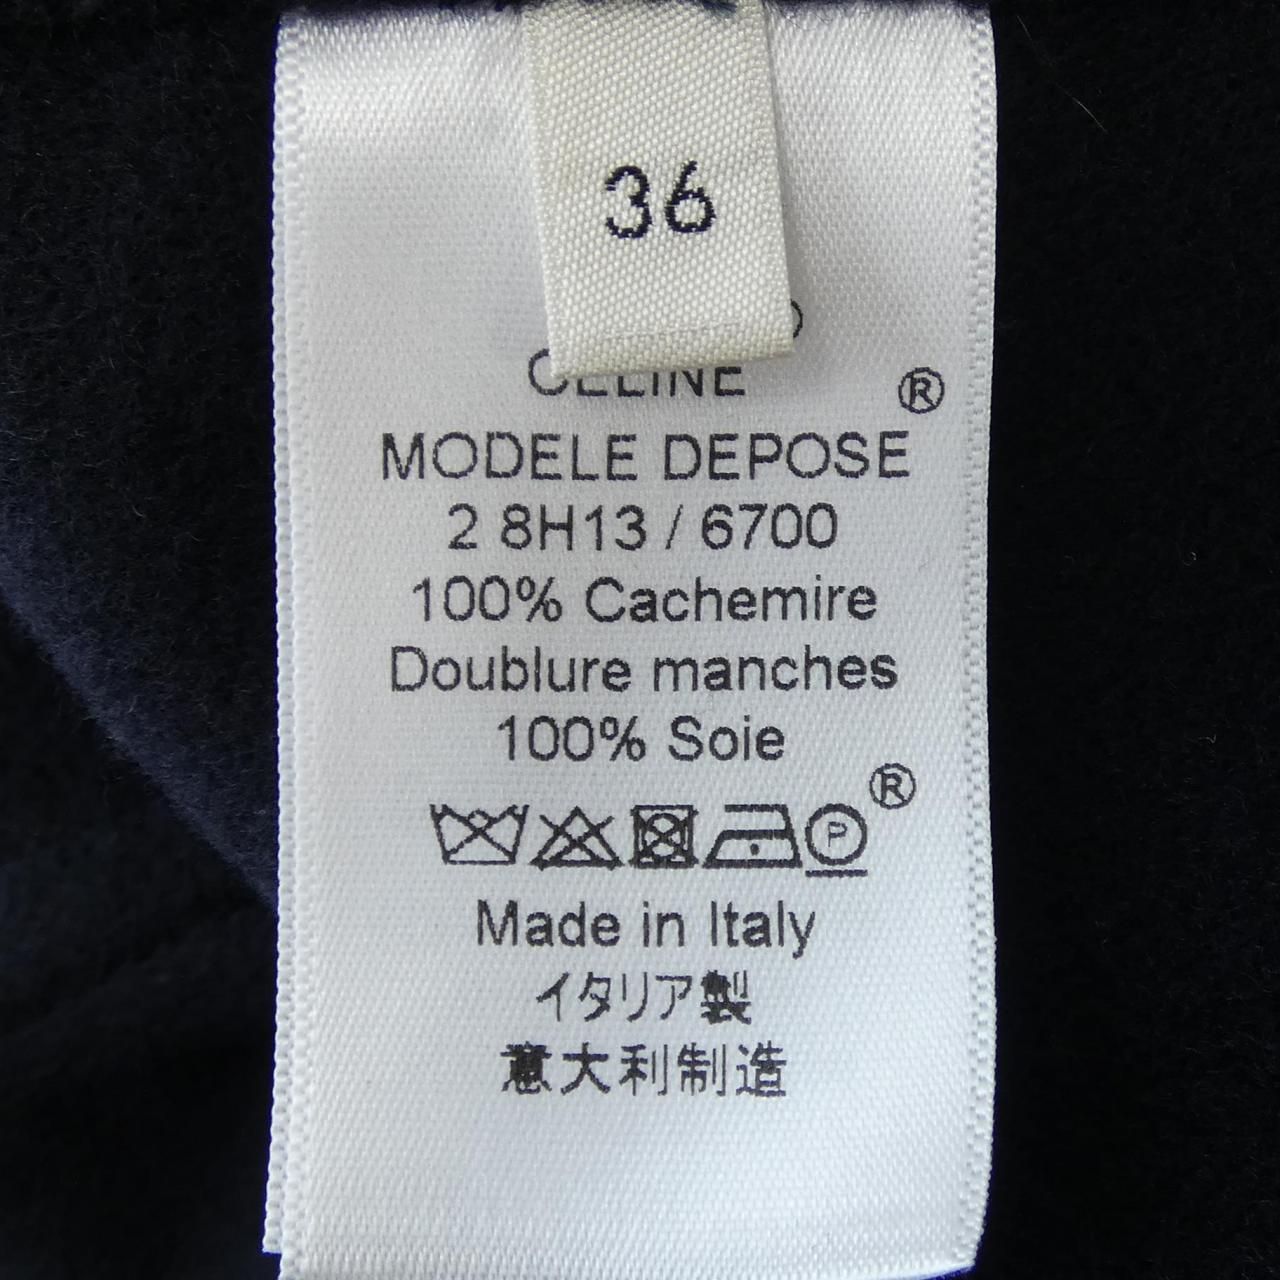 36
CELINE
®
MODELE DEPOSE
2 8H13 / 6700
100% Cachemire
Doublure manches
100% Soie
®
P
Made in Italy
イタリア製
意大利制造